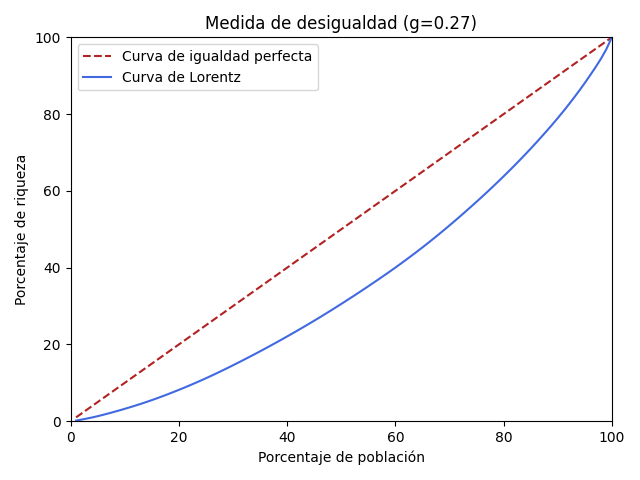 Medida de desigualdad (g=0.27)
Curva de igualdad perfecta
Curva de Lorentz
Porcentaje de riqueza
100
80
60
40
20
0
0 20 40 60 80 100
Porcentaje de población